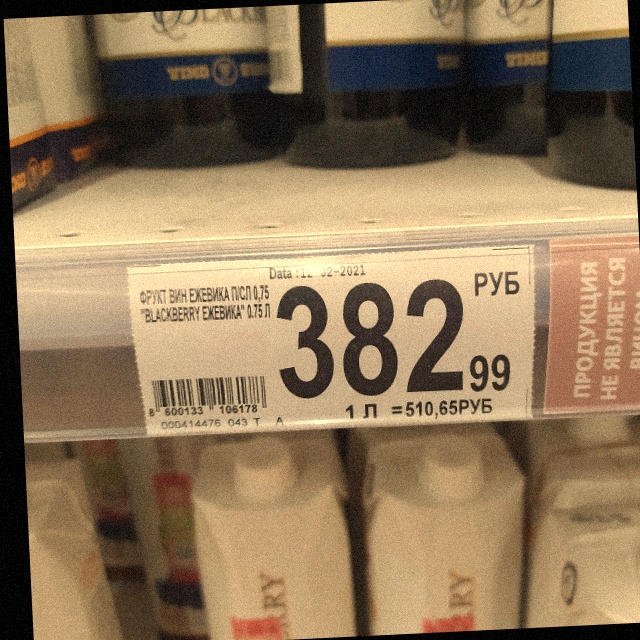 VINO
Data :12 02-2021
ФРУКТ ВИН ЕЖЕВИКА П/СЛ 0,75
"BLACKBERRY ЕЖЕВИКА" 0.75 Л
382
99
РУБ
8 600133 106178
1 Л =510,65РУБ
000414476 043 Т А
ПРОДУКЦИЯ
НЕ ЯВЛЯЕТСЯ